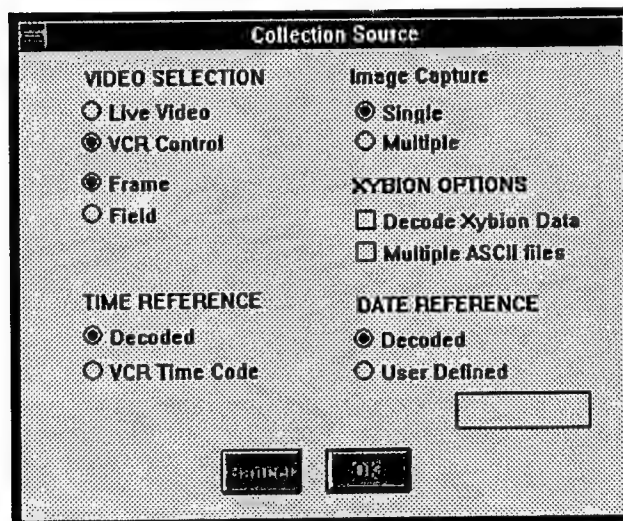 Collection Source
VIDEO SELECTION
Live Video
VCR Control
Frame
Field
Image Capture
Single
Multiple
XYBION OPTIONS
Decode Xybion Data
Multiple ASCII files
TIME REFERENCE
Decoded
VCR Time Code
DATE REFERENCE
Decoded
User Defined
Cancel
OK